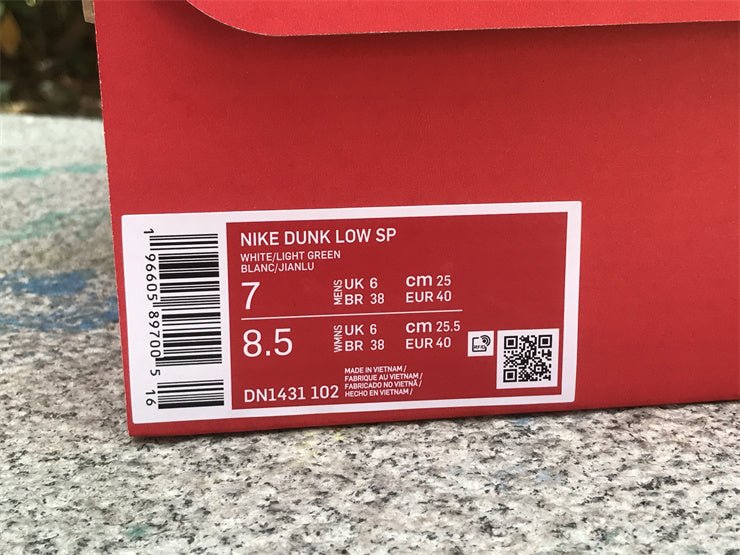 NIKE DUNK LOW SP
WHITE/LIGHT GREEN
BLANC/JIANLU
7 MENS UK 6 cm 25
BR 38 EUR 40
8.5 WMNS UK 6 cm 25.5
BR 38 EUR 40
RFID
DN1431 102
MADE IN VIETNAM /
FABRIQUE AU VIETNAM /
FABRICADO NO VIETNÃ /
HECHO EN VIETNAM /
1 96605 89700 5 16